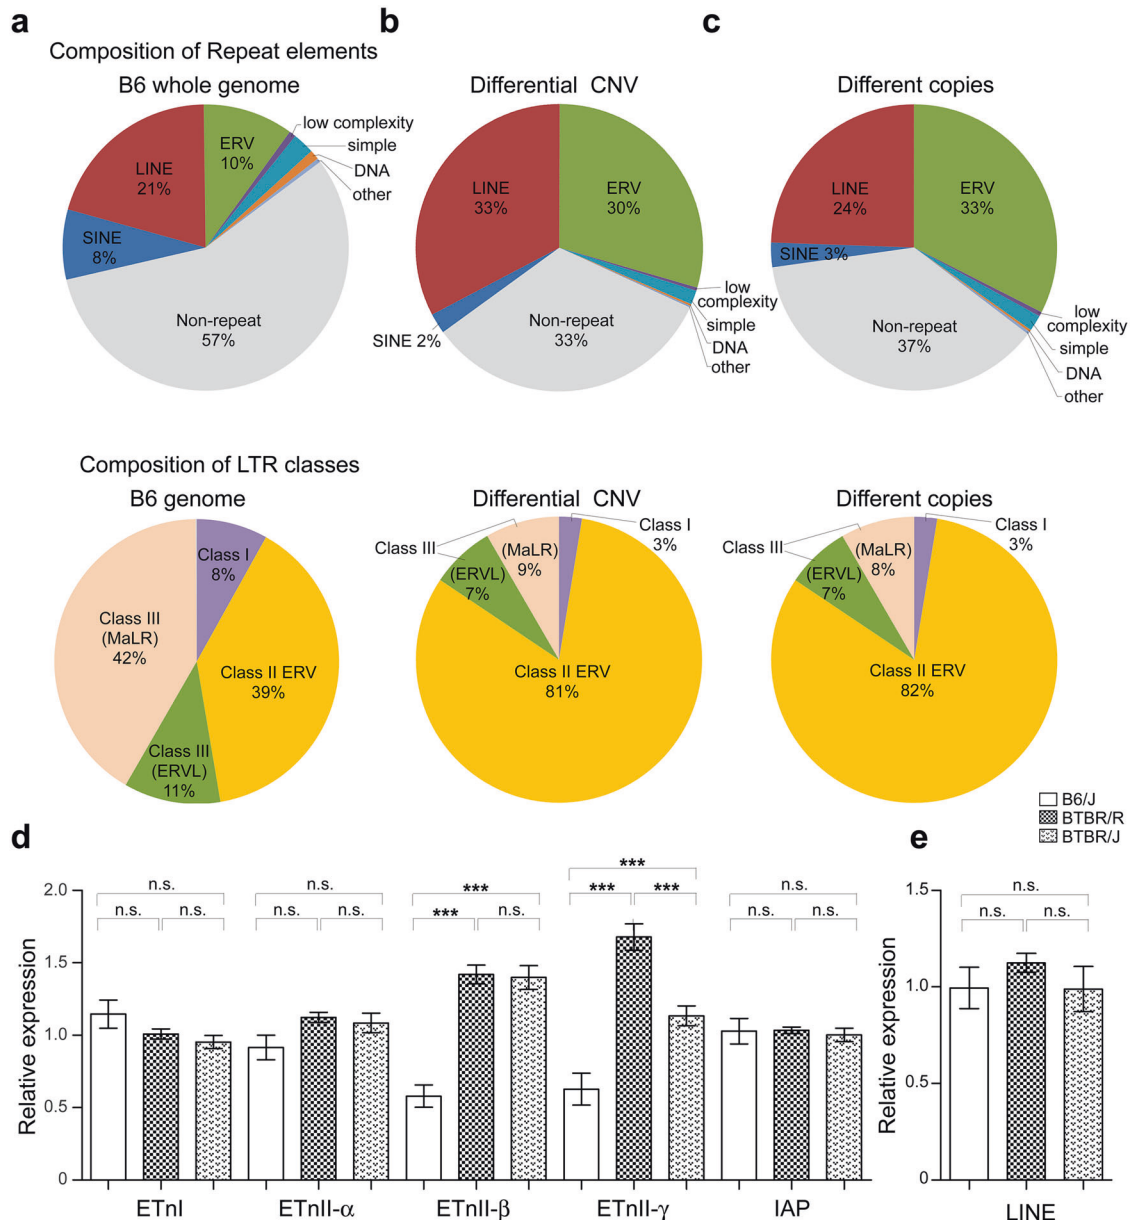 a
b
c
Composition of Repeat elements
B6 whole genome
Differential CNV
Different copies
ERV
10%
LINE
21%
SINE
8%
Non-repeat
57%
low complexity
simple
DNA
other
LINE
33%
ERV
30%
SINE 2%
Non-repeat
33%
low
complexity
simple
DNA
other
LINE
24%
ERV
33%
SINE 3%
Non-repeat
37%
low
complexity
simple
DNA
other
Composition of LTR classes
B6 genome
Differential CNV
Different copies
Class I
8%
Class III
(MaLR)
42%
Class II ERV
39%
Class III
(ERVL)
11%
Class III
(MaLR)
9%
Class I
3%
(ERVL)
7%
Class II ERV
81%
Class III
(MaLR)
8%
Class I
3%
(ERVL)
7%
Class II ERV
82%
B6/J
BTBR/R
BTBR/J
d
Relative expression
2.0
1.5
1.0
0.5
0
n.s.
n.s.
n.s.
n.s.
n.s.
n.s.
***
***
n.s.
***
***
***
n.s.
n.s.
n.s.
ETnI
ETnII-α
ETnII-β
ETnII-γ
IAP
e
Relative expression
1.5
1.0
0.5
0
n.s.
n.s.
n.s.
LINE